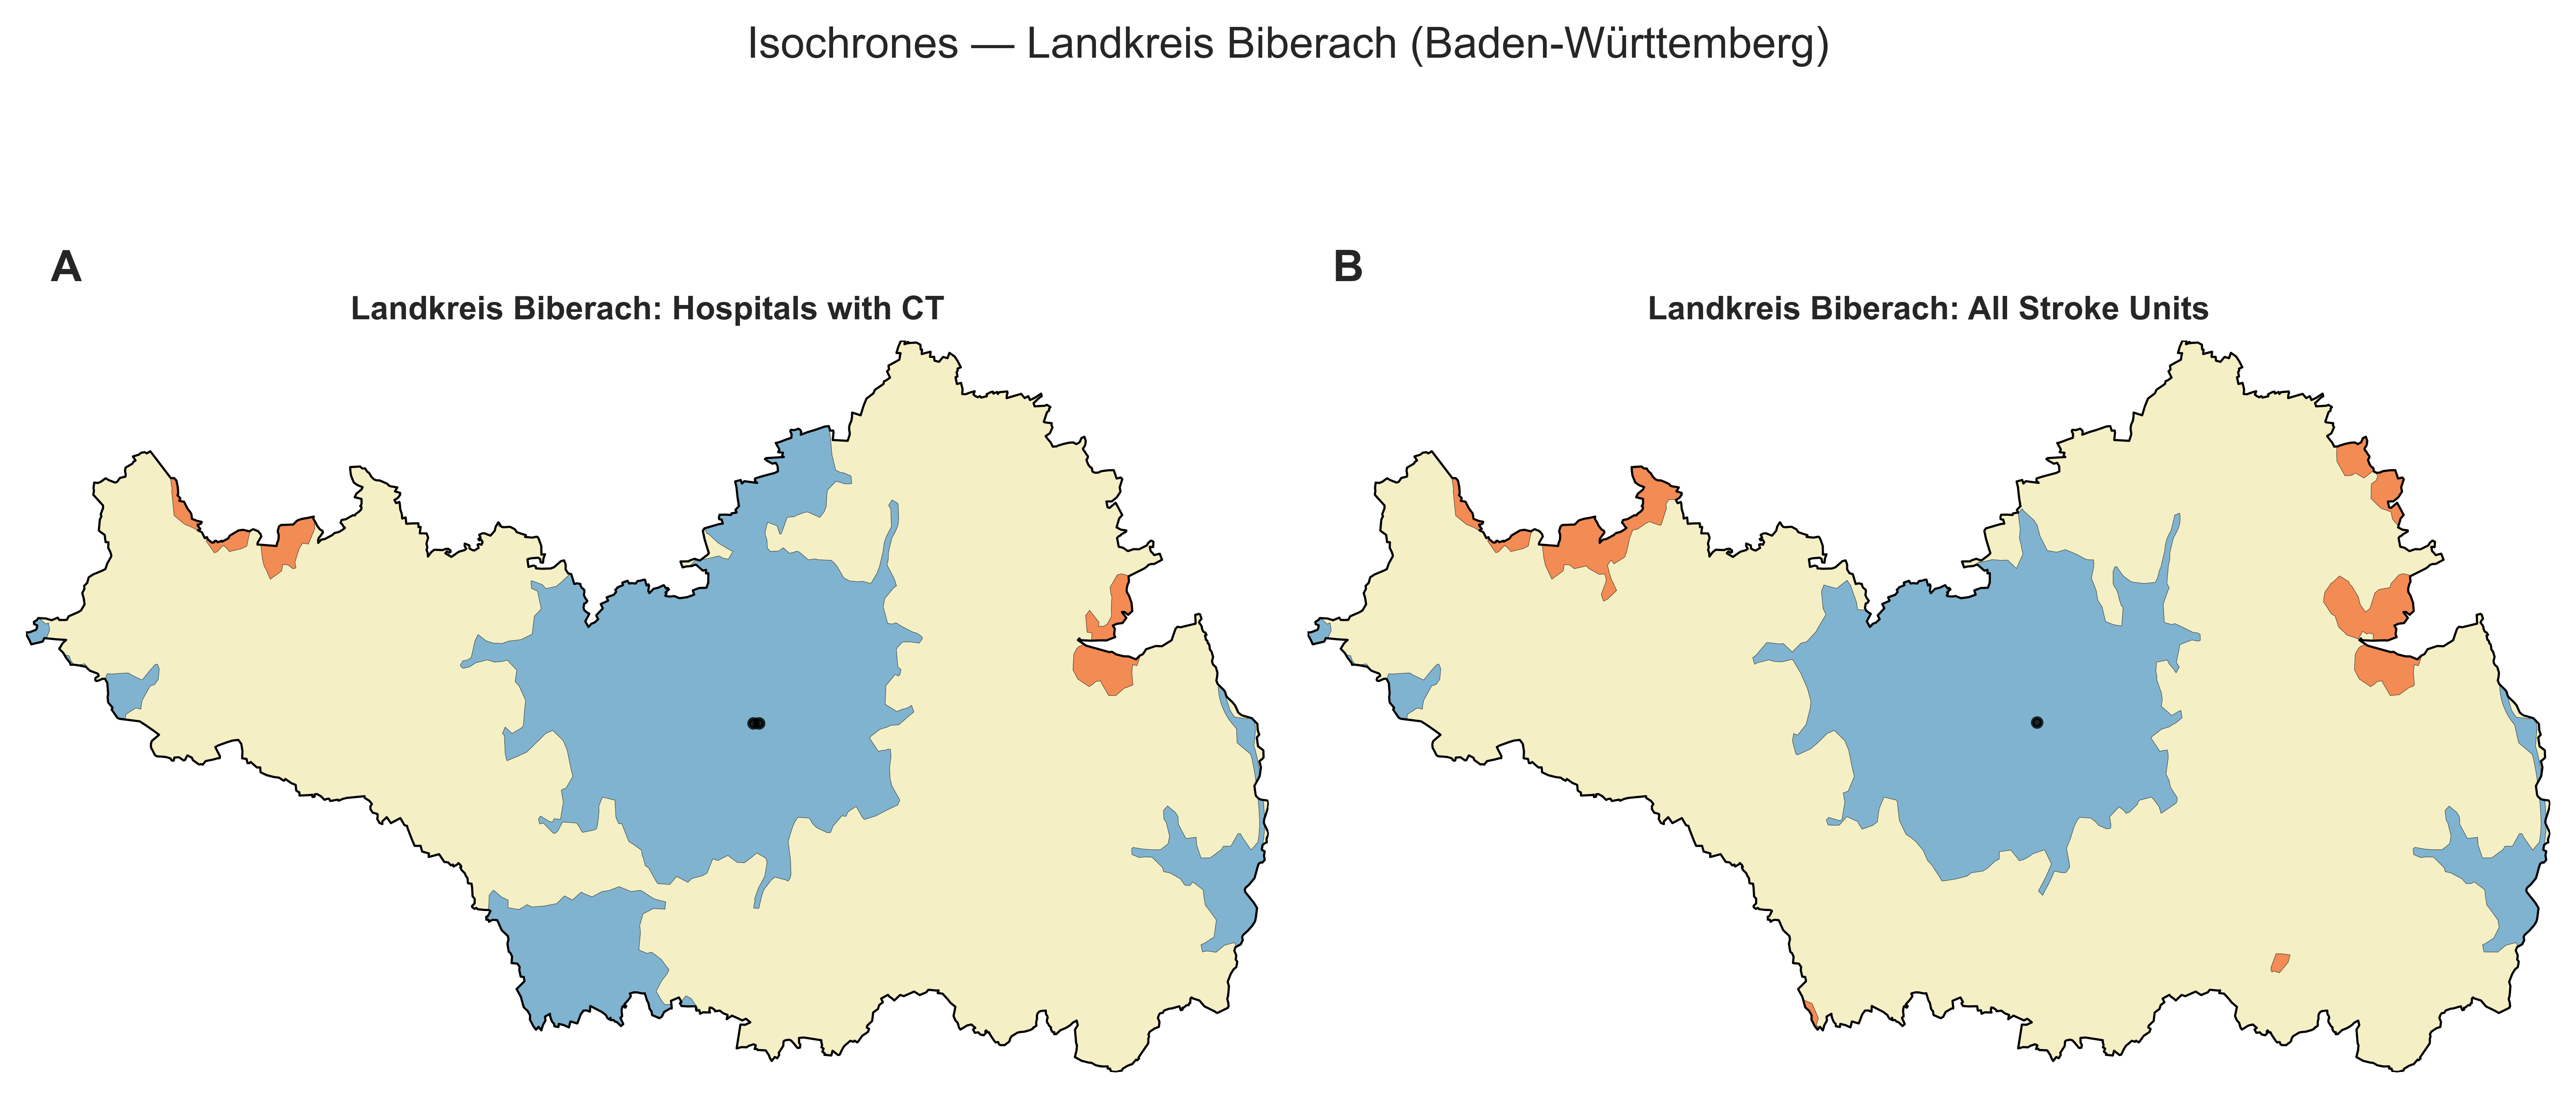 Isochrones — Landkreis Biberach (Baden-Württemberg)
A
Landkreis Biberach: Hospitals with CT
B
Landkreis Biberach: All Stroke Units